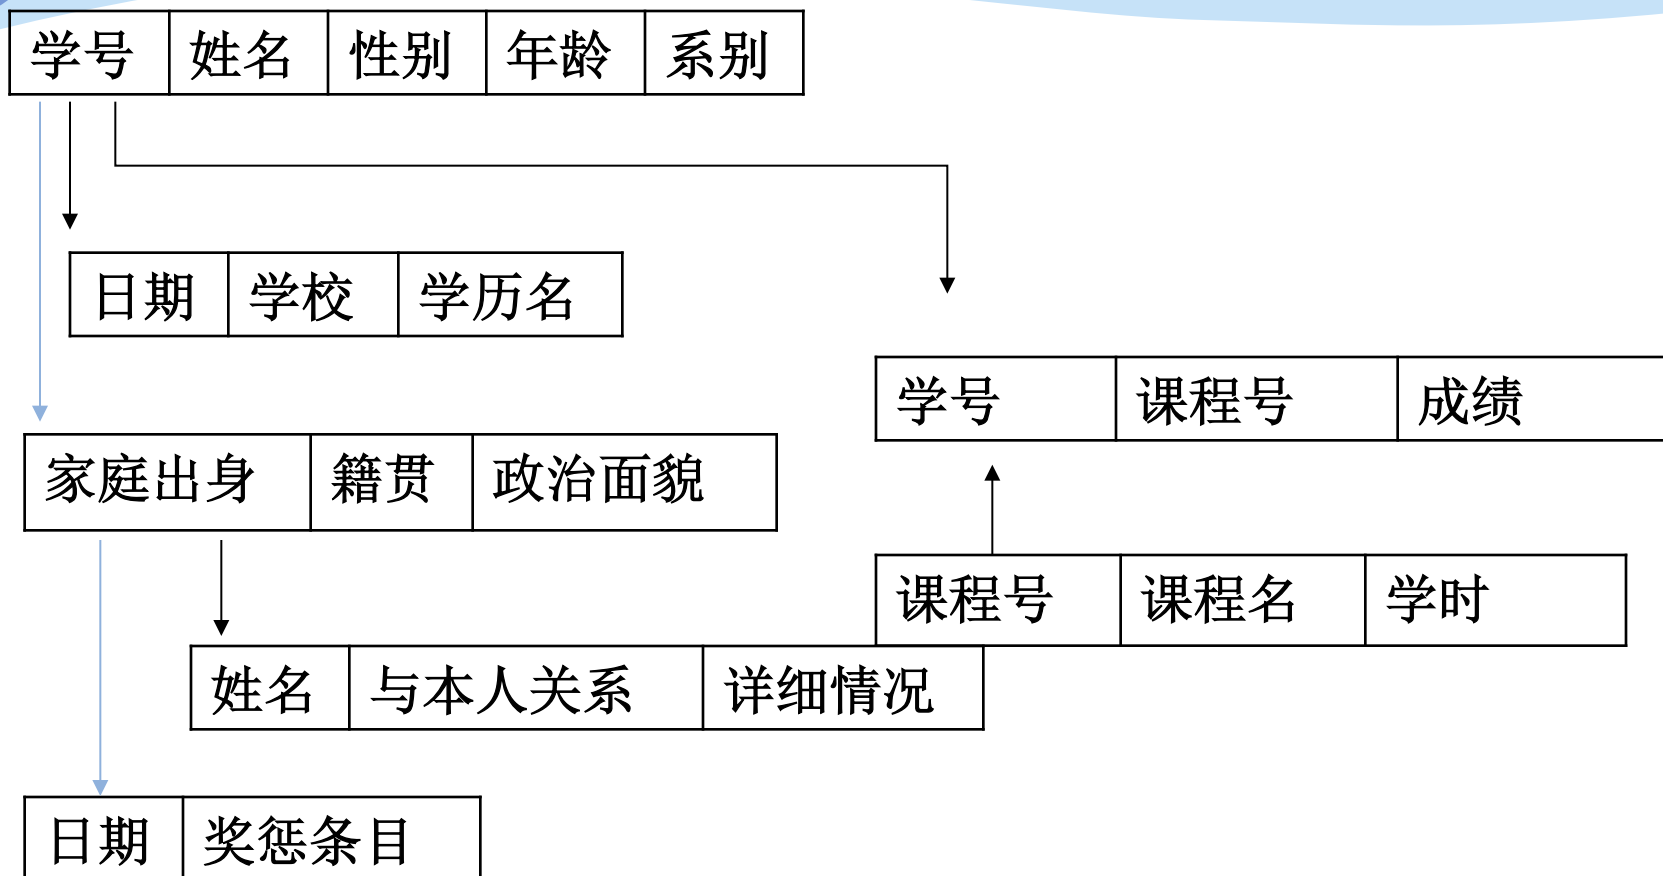 学号 姓名 性别 年龄 系别
日期 学校 学历名
学号 课程号 成绩
家庭出身 籍贯 政治面貌
课程号 课程名 学时
姓名 与本人关系 详细情况
日期 奖惩条目